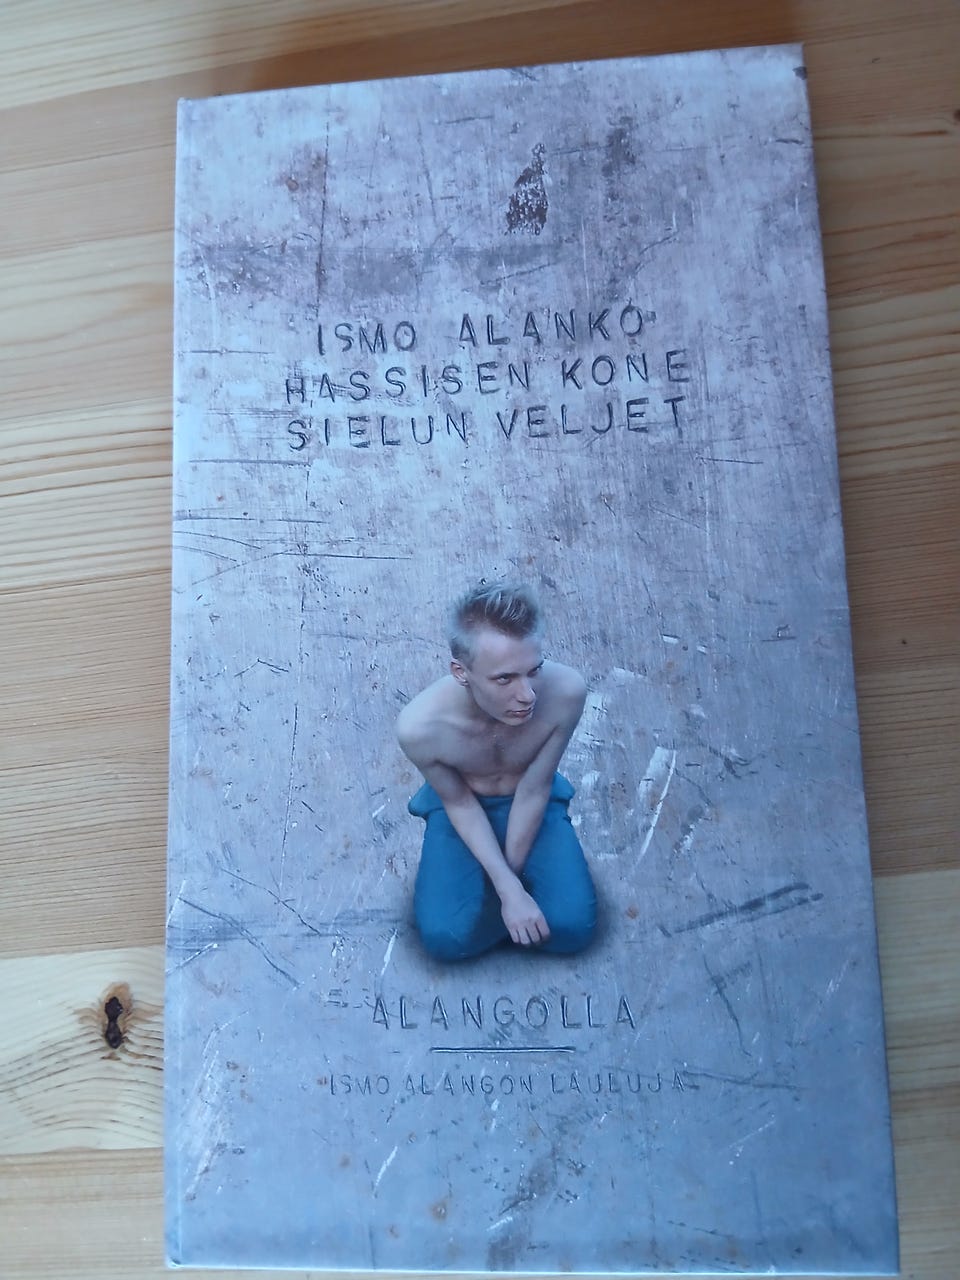 ISMO ALANKO
HASSISEN KONE
SIELUN VELJET
ALANGOLLA
ISMO ALANGON LAULUJA